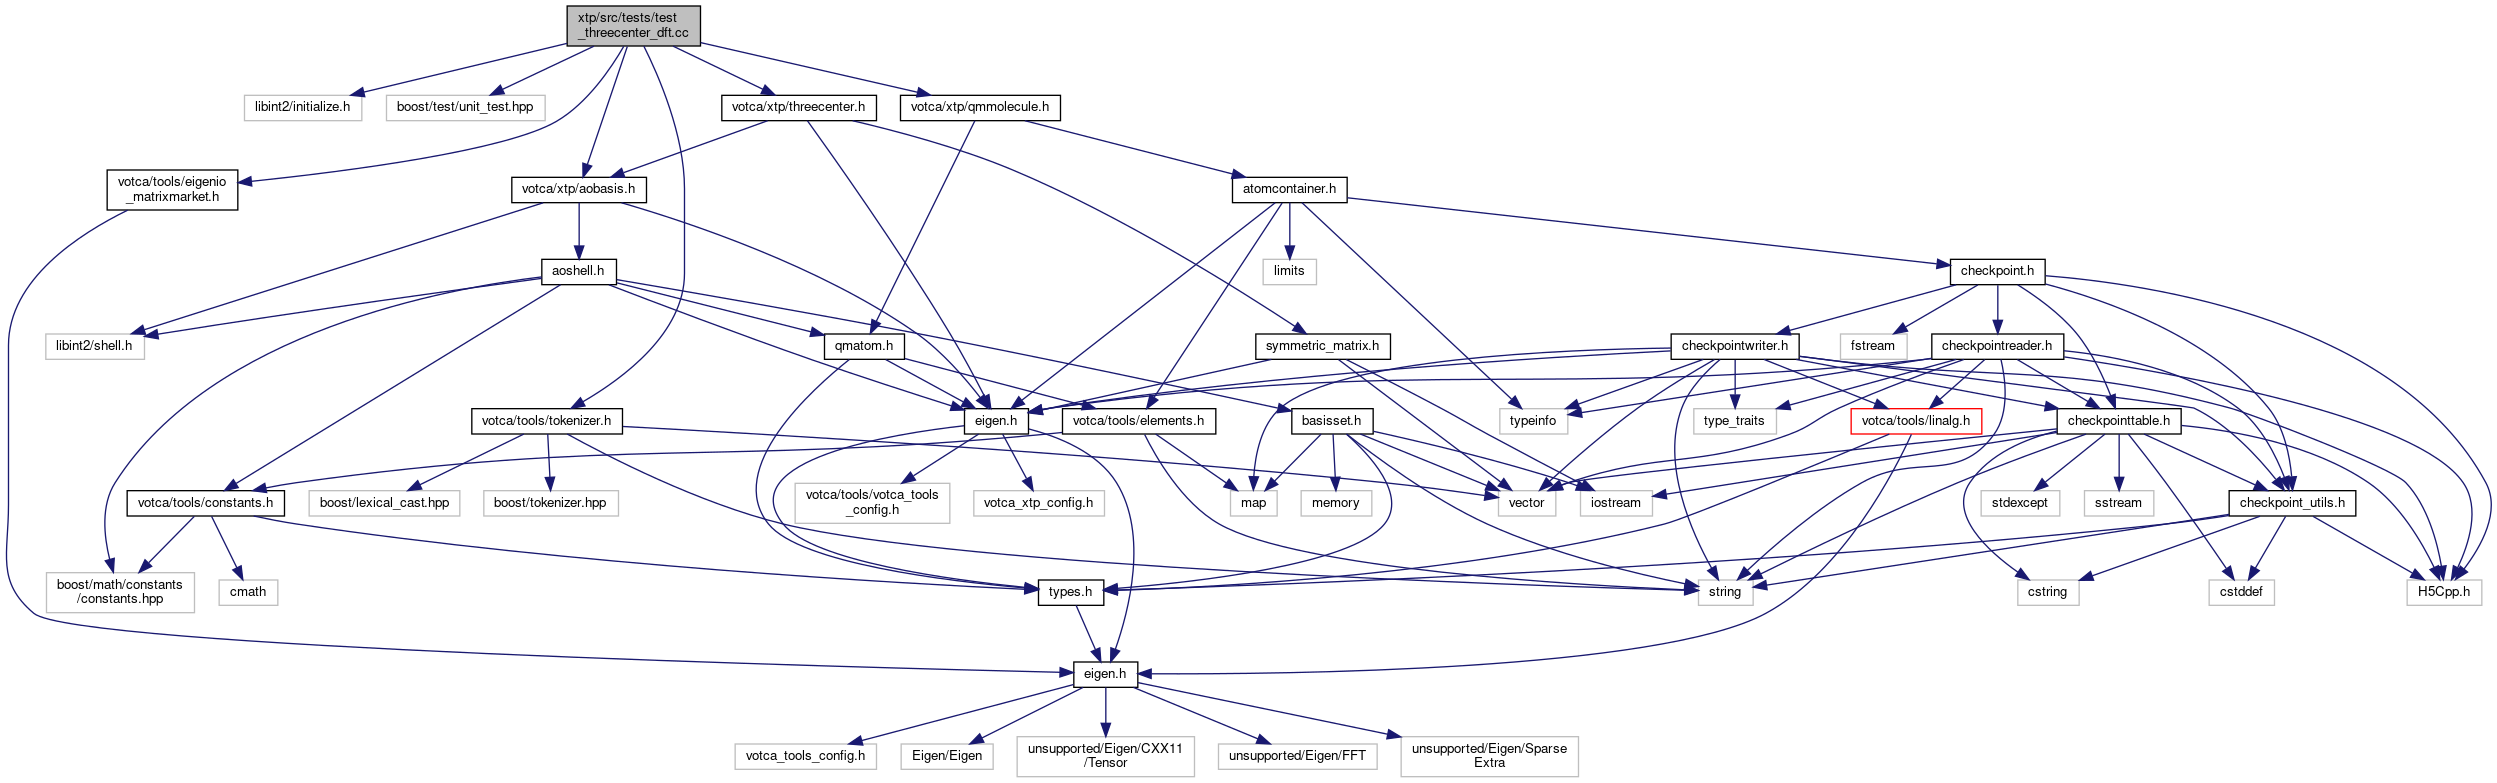 xtp/src/tests/test
_threecenter_dft.cc
libint2/initialize.h
boost/test/unit_test.hpp
votca/xtp/threecenter.h
votca/xtp/qmmolecule.h
votca/tools/eigenio
_matrixmarket.h
votca/xtp/aobasis.h
atomcontainer.h
aoshell.h
limits
checkpoint.h
libint2/shell.h
qmatom.h
symmetric_matrix.h
checkpointwriter.h
fstream
checkpointreader.h
votca/tools/tokenizer.h
eigen.h
votca/tools/elements.h
basisset.h
typeinfo
type_traits
votca/tools/linalg.h
checkpointtable.h
votca/tools/constants.h
boost/lexical_cast.hpp
boost/tokenizer.hpp
votca/tools/votca_tools
_config.h
votca_xtp_config.h
map
memory
vector
iostream
stdexcept
sstream
checkpoint_utils.h
boost/math/constants
/constants.hpp
cmath
types.h
string
cstring
cstddef
H5Cpp.h
eigen.h
votca_tools_config.h
Eigen/Eigen
unsupported/Eigen/CXX11
/Tensor
unsupported/Eigen/FFT
unsupported/Eigen/Sparse
Extra